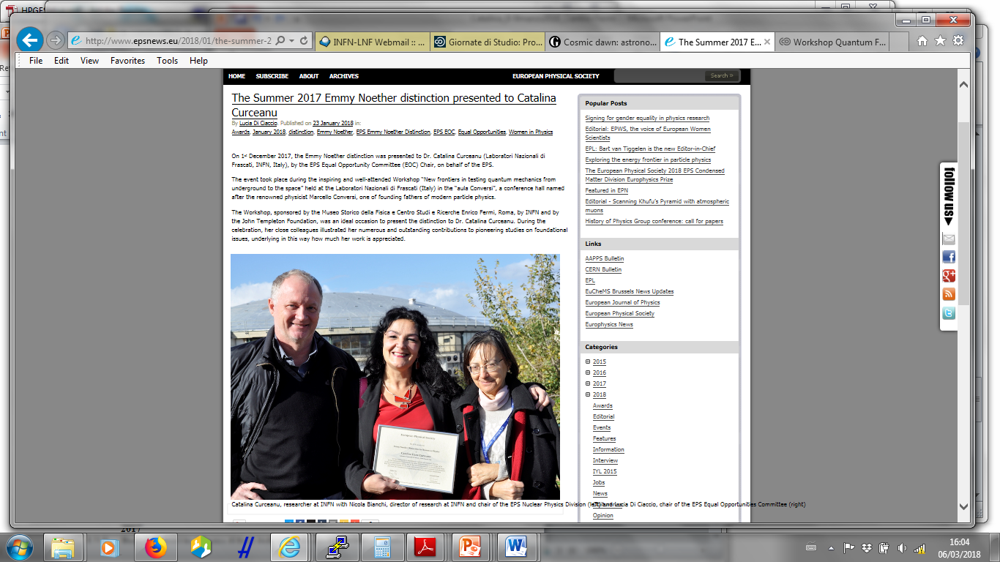 HPGE
http://www.epsnews.eu/2018/01/the-summer-2
INFN-LNF Webmail :: ...
Giornate di Studio: Pro...
Cosmic dawn: astrono...
The Summer 2017 E...
Workshop Quantum F...
File Edit View Favorites Tools Help
HOME SUBSCRIBE ABOUT ARCHIVES EUROPEAN PHYSICAL SOCIETY Search »
The Summer 2017 Emmy Noether distinction presented to Catalina
Curceanu
By Lucia Di Ciaccio. Published on 23 January 2018 in:
Awards, January 2018, distinction, Emmy Noether, EPS Emmy Noether Distinction, EPS EOC, Equal Opportunities, Women in Physics
On 1st December 2017, the Emmy Noether distinction was presented to Dr. Catalina Curceanu (Laboratori Nazionali di
Frascati, INFN, Italy), by the EPS Equal Opportunity Committee (EOC) Chair, on behalf of the EPS.
The event took place during the inspiring and well-attended Workshop “New frontiers in testing quantum mechanics from
underground to the space” held at the Laboratori Nazionali di Frascati (Italy) in the “aula Conversi”, a conference hall named
after the renowned physicist Marcello Conversi, one of founding fathers of modern particle physics.
The Workshop, sponsored by the Museo Storico della Fisica e Centro Studi e Ricerche Enrico Fermi, Roma, by INFN and by
the John Templeton Foundation, was an ideal occasion to present the distinction to Dr. Catalina Curceanu. During the
celebration, her close colleagues illustrated her numerous and outstanding contributions to pioneering studies on foundational
issues, underlying in this way how much her work is appreciated.
Catalina Curceanu, researcher at INFN with Nicola Bianchi, director of research at INFN and chair of the EPS Nuclear Physics Division (left) and Lucia Di Ciaccio, chair of the EPS Equal Opportunities Committee (right)
Popular Posts
Signing for gender equality in physics research
Editorial: EPWS, the voice of European Women
Scientists
EPL: Bart van Tiggelen is the new Editor-in-Chief
Exploring the energy frontier in particle physics
The European Physical Society 2018 EPS Condensed
Matter Division Europhysics Prize
Featured in EPN
Editorial - Scanning Khufu's Pyramid with atmospheric
muons
History of Physics Group conference: call for papers
Links
AAPPS Bulletin
CERN Bulletin
EPL
EuCheMS Brussels News Updates
European Journal of Physics
European Physical Society
Europhysics News
Categories
2015
2016
2017
2018
Awards
Editorial
Events
Features
Information
Interview
IYL 2015
Jobs
News
Opinion
follow us
2017
16:04
06/03/2018